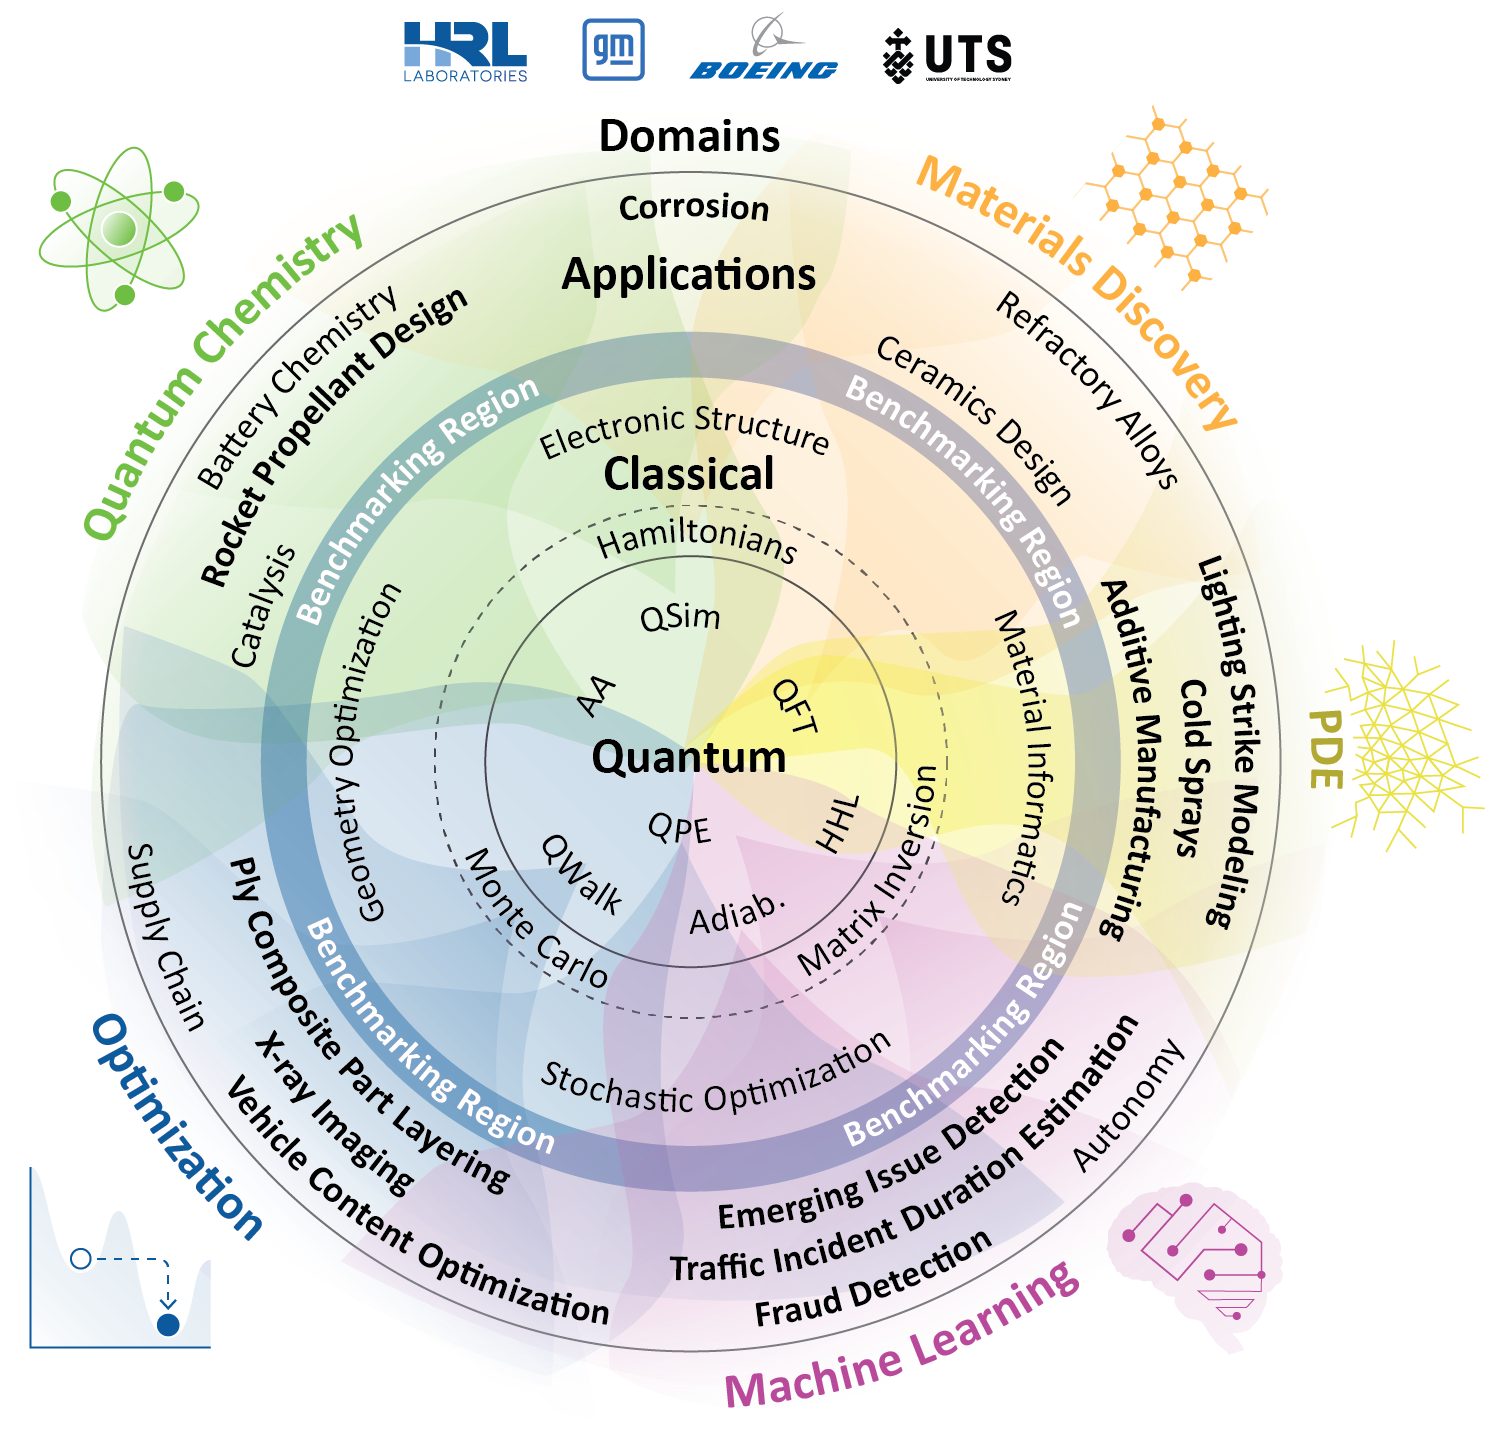 HRL
LABORATORIES
gm
BOEING
UTS
UNIVERSITY OF TECHNOLOGY SYDNEY
Domains
Corrosion
Applications
Quantum Chemistry
Battery Chemistry
Rocket Propellant Design
Catalysis
Materials Discovery
Refractory Alloys
Ceramics Design
Benchmarking Region
Benchmarking Region
Electronic Structure
Classical
Hamiltonians
QSim
AA
QFT
Quantum
QPE
HHL
QWalk
Adiab.
Geometry Optimization
Material Informatics
Monte Carlo
Matrix Inversion
Stochastic Optimization
Lighting Strike Modeling
Cold Sprays
Additive Manufacturing
PDE
Benchmarking Region
Benchmarking Region
Supply Chain
Ply Composite Part Layering
X-ray Imaging
Vehicle Content Optimization
Optimization
Emerging Issue Detection
Traffic Incident Duration Estimation
Fraud Detection
Autonomy
Machine Learning